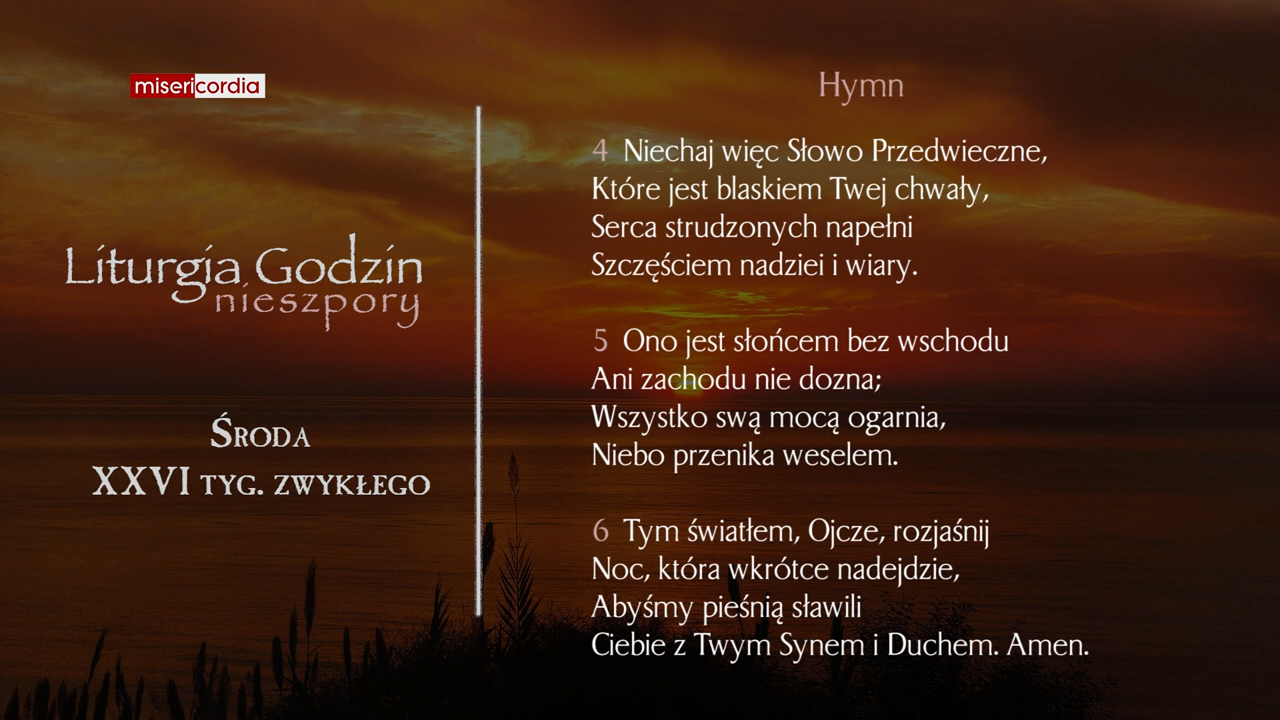 misericordia
Liturgia Godzin
nieszpory
Środa
XXVI tyg. zwykłego
Hymn
4 Niechaj więc Słowo Przedwieczne,
Które jest blaskiem Twej chwały,
Serca strudzonych napełni
Szczęściem nadziei i wiary.
5 Ono jest słońcem bez wschodu
Ani zachodu nie dozna;
Wszystko swą mocą ogarnia,
Niebo przenika weselem.
6 Tym światłem, Ojcze, rozjaśnij
Noc, która wkrótce nadejdzie,
Abyśmy pieśnią sławili
Ciebie z Twym Synem i Duchem. Amen.